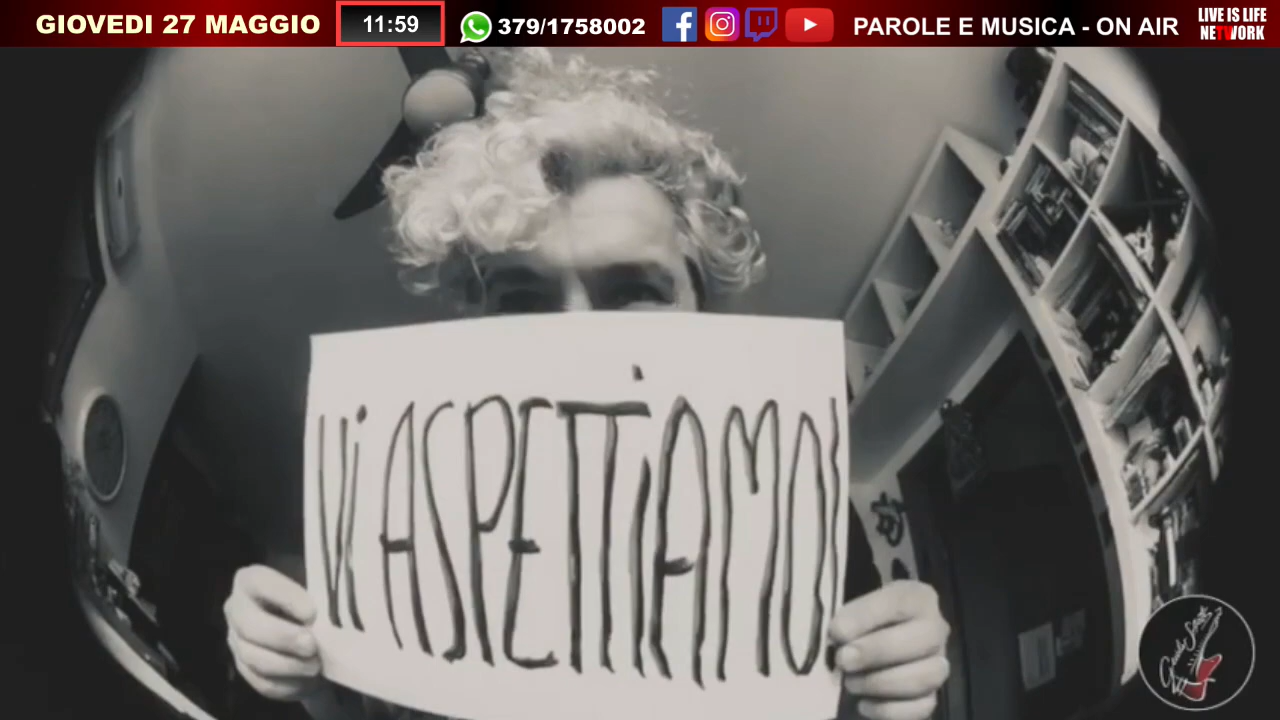 GIOVEDI 27 MAGGIO
11:59
379/1758002
PAROLE E MUSICA - ON AIR
LIVE IS LIFE
NETWORK
Vi ASPETTiAMO!